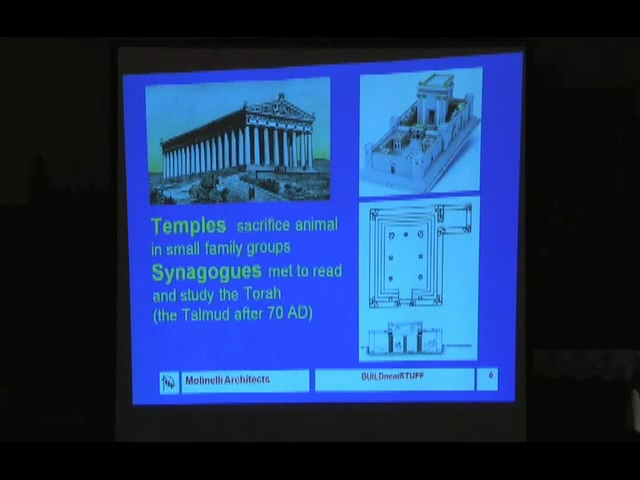 Temples sacrifice animal
in small family groups
Synagogues met to read
and study the Torah
(the Talmud after 70 AD)
Molinelli Architects
BUILDnewSTUFF
6